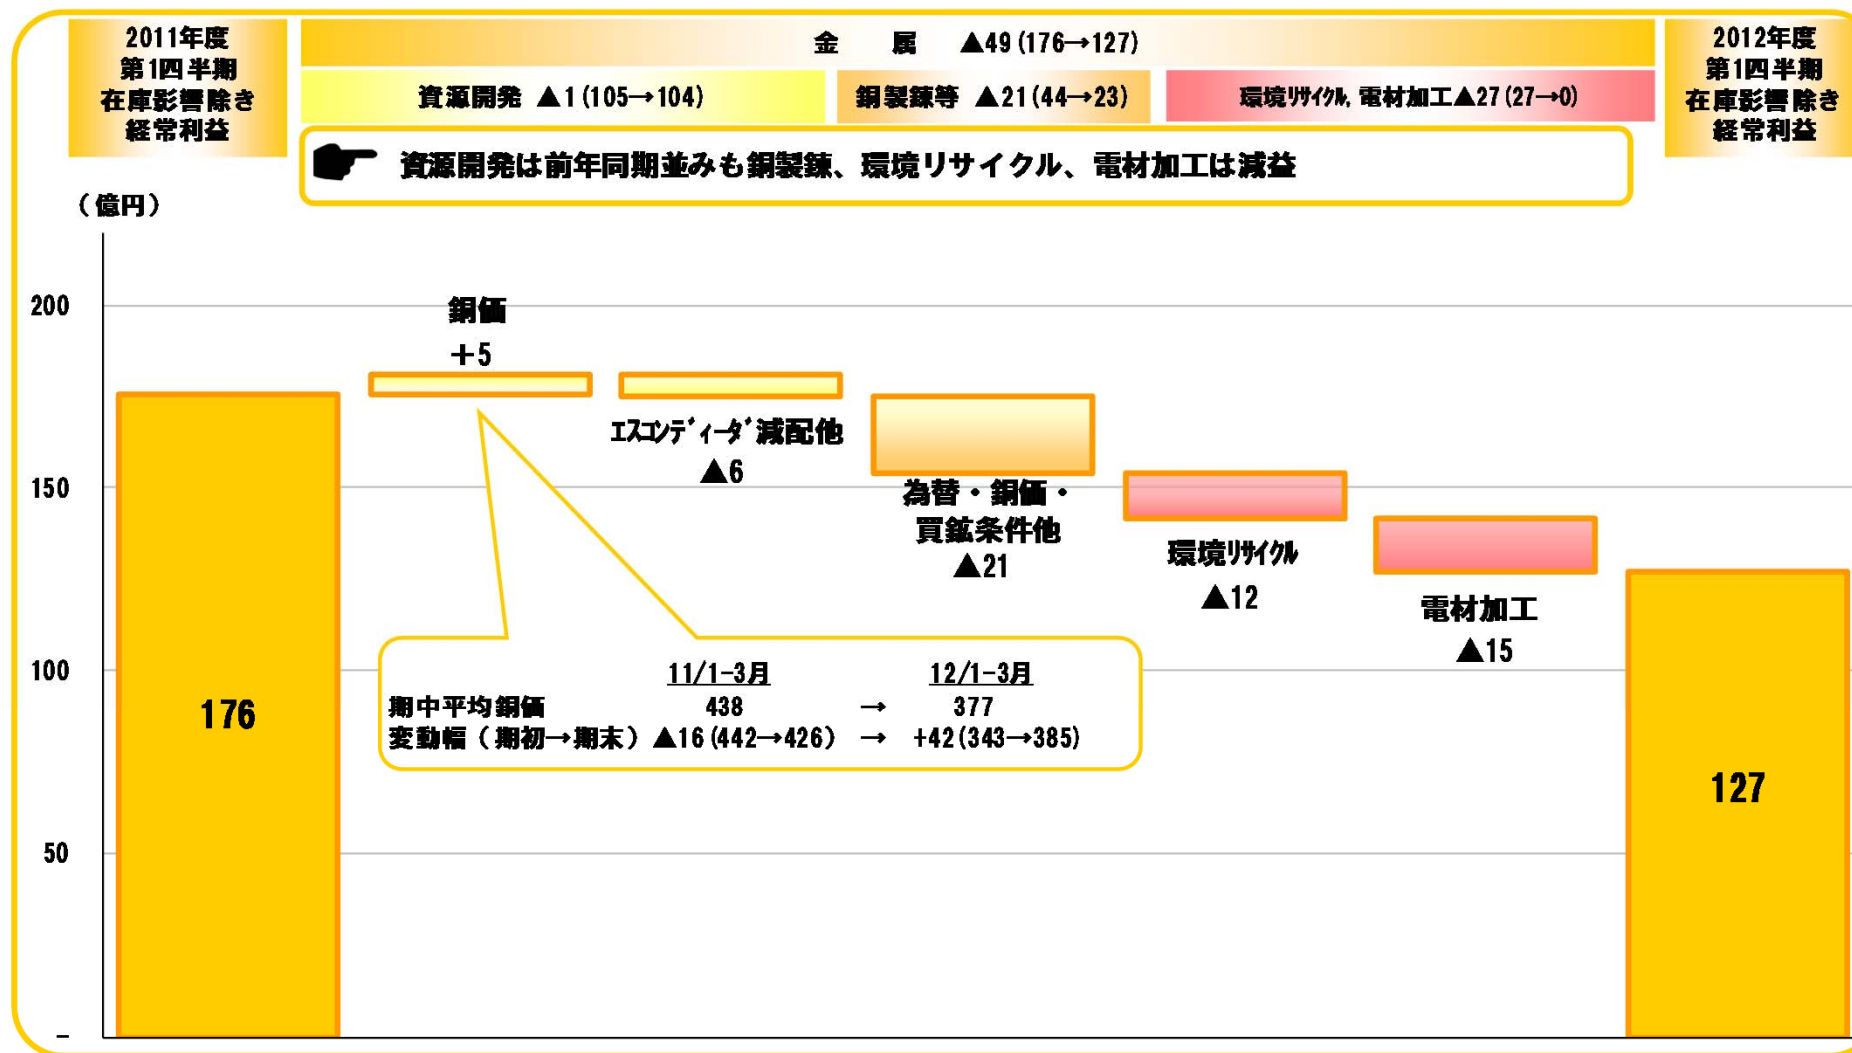 2011年度
第1四半期
在庫影響除き
経常利益
金　属　▲49(176→127)
資源開発 ▲1(105→104)
銅製錬等 ▲21(44→23)
環境ﾘｻｲｸﾙ,電材加工▲27(27→0)
2012年度
第1四半期
在庫影響除き
経常利益
資源開発は前年同期並みも銅製錬、環境リサイクル、電材加工は減益
(億円)
200
150
100
50
−
176
銅価
＋5
ｴｽｺﾝﾃﾞｨｰﾀﾞ減配他
▲6
為替・銅価・
買鉱条件他
▲21
環境ﾘｻｲｸﾙ
▲12
電材加工
▲15
127
11/1-3月 12/1-3月
期中平均銅価 438 → 377
変動幅（期初→期末）▲16(442→426) → +42(343→385)